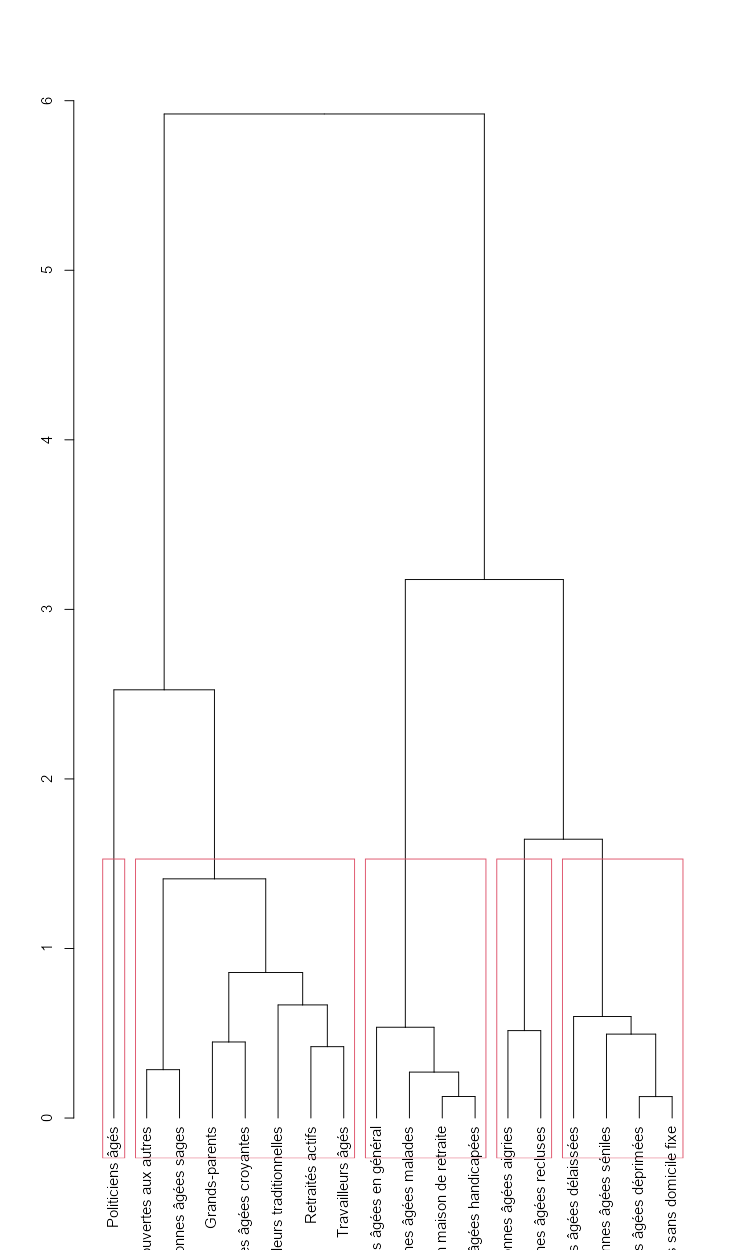 6
5
4
3
2
1
0
Politiciens âgés
ouvertes aux autres
onnes âgées sages
Grands-parents
es âgées croyantes
leurs traditionnelles
Retraités actifs
Travailleurs âgés
s âgées en général
nes âgées malades
n maison de retraite
âgées handicapées
onnes âgées aigries
nes âgées recluses
s âgées délaissées
nnes âgées séniles
s âgées déprimées
s sans domicile fixe